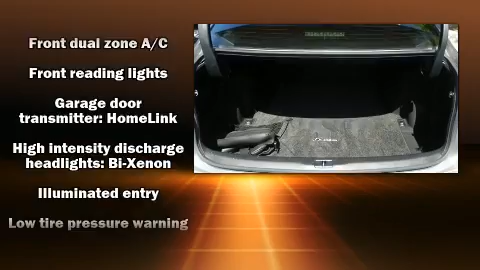 Front dual zone A/C
Front reading lights
Garage door
transmitter: HomeLink
High intensity discharge
headlights: Bi-Xenon
Illuminated entry
Low tire pressure warning